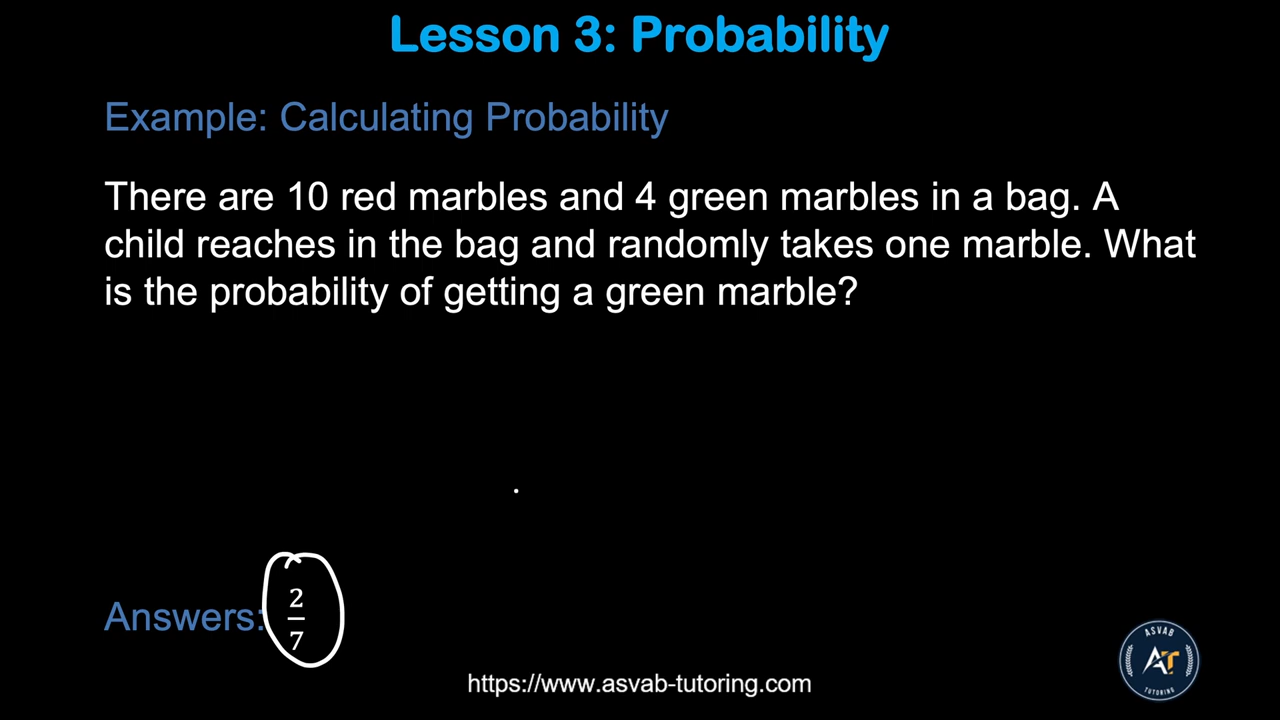 Lesson 3: Probability
Example: Calculating Probability
There are 10 red marbles and 4 green marbles in a bag. A
child reaches in the bag and randomly takes one marble. What
is the probability of getting a green marble?
Answers: 2/7
ASVAB
AT
TUTORING
https://www.asvab-tutoring.com